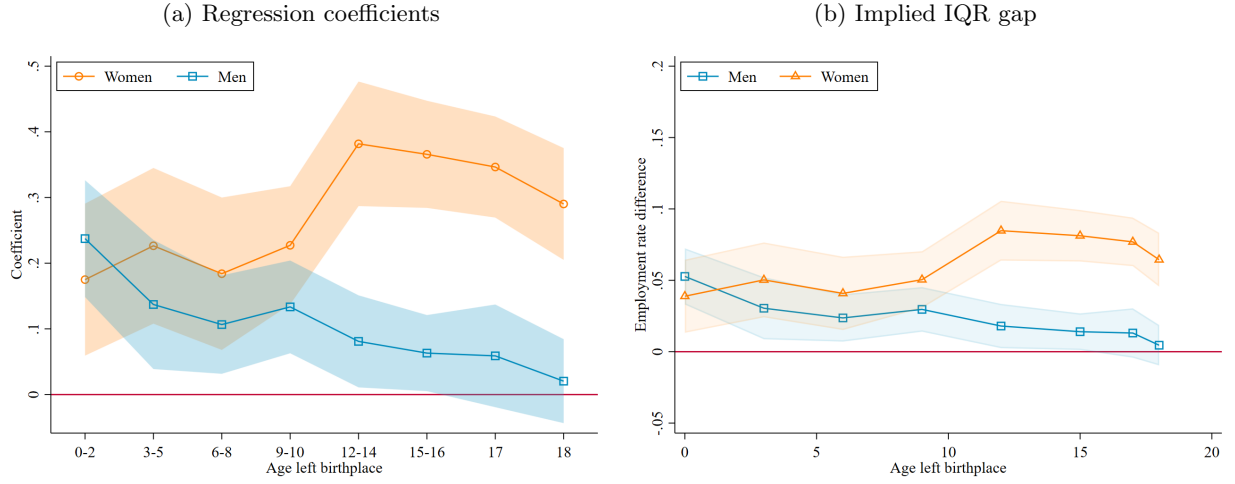 (a) Regression coefficients
Women
Men
.5
.4
.3
.2
.1
0
Coefficient
0-2
3-5
6-8
9-10
12-14
15-16
17
18
Age left birthplace
(b) Implied IQR gap
Men
Women
.2
.15
.1
.05
0
-.05
Employment rate difference
0
5
10
15
20
Age left birthplace